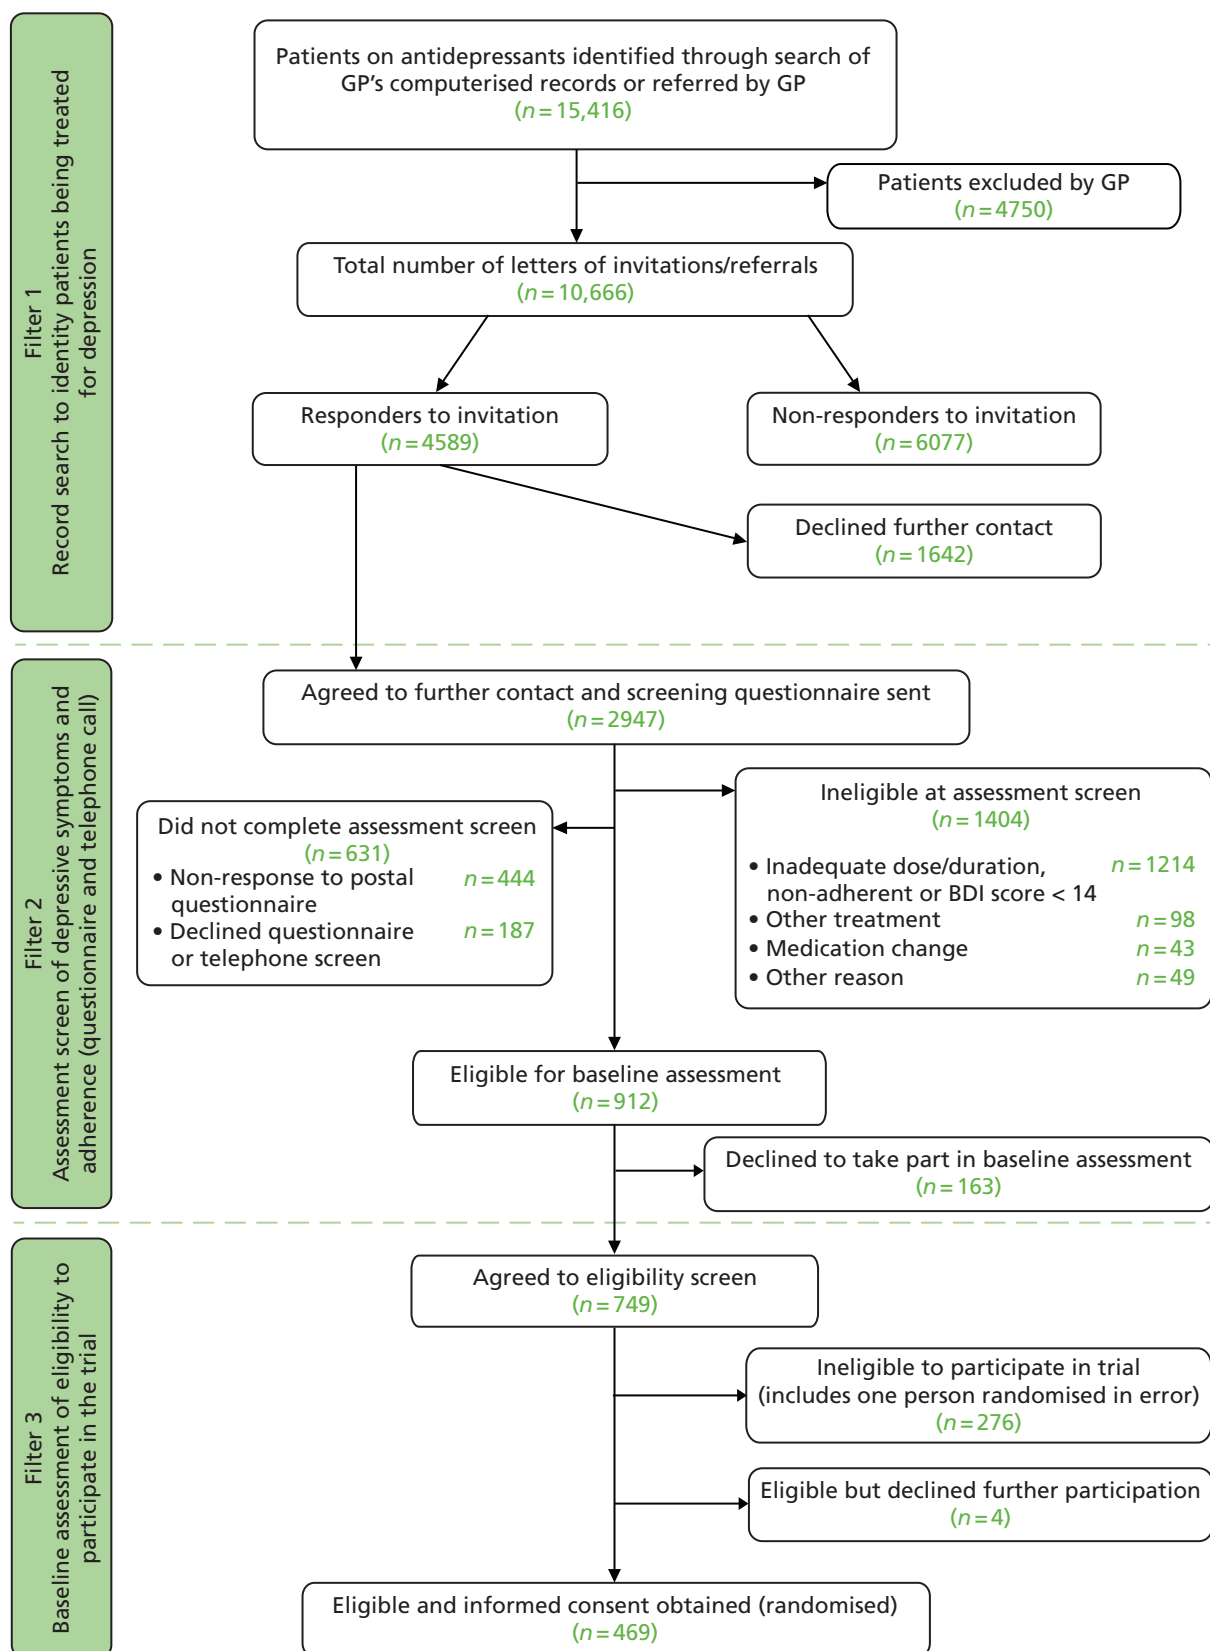 Filter 1
Record search to identity patients being treated
for depression
Patients on antidepressants identified through search of
GP's computerised records or referred by GP
(n = 15,416)
Patients excluded by GP
(n = 4750)
Total number of letters of invitations/referrals
(n = 10,666)
Responders to invitation
(n = 4589)
Non-responders to invitation
(n = 6077)
Declined further contact
(n = 1642)
Filter 2
Assessment screen of depressive symptoms and
adherence (questionnaire and telephone call)
Agreed to further contact and screening questionnaire sent
(n = 2947)
Did not complete assessment screen
(n = 631)
• Non-response to postal n = 444
questionnaire
• Declined questionnaire n = 187
or telephone screen
Ineligible at assessment screen
(n = 1404)
• Inadequate dose/duration, n = 1214
non-adherent or BDI score < 14
• Other treatment n = 98
• Medication change n = 43
• Other reason n = 49
Eligible for baseline assessment
(n = 912)
Declined to take part in baseline assessment
(n = 163)
Filter 3
Baseline assessment of eligibility to
participate in the trial
Agreed to eligibility screen
(n = 749)
Ineligible to participate in trial
(includes one person randomised in error)
(n = 276)
Eligible but declined further participation
(n = 4)
Eligible and informed consent obtained (randomised)
(n = 469)